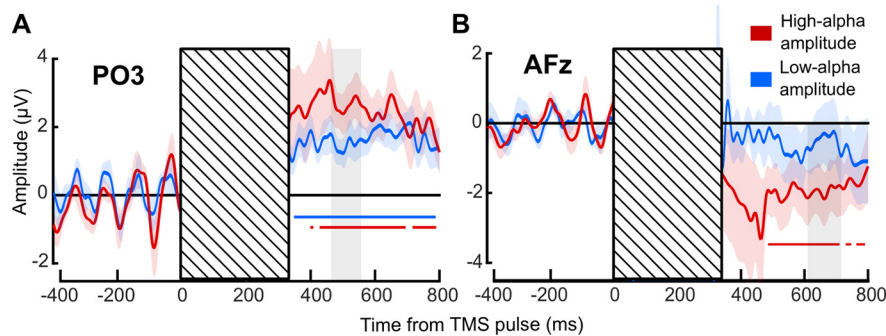 A
PO3
Amplitude (µV)
4
2
0
-2
-400
-200
0
200
400
600
800
B
AFz
2
0
-2
-4
-400
-200
0
200
400
600
800
High-alpha
amplitude
Low-alpha
amplitude
Time from TMS pulse (ms)